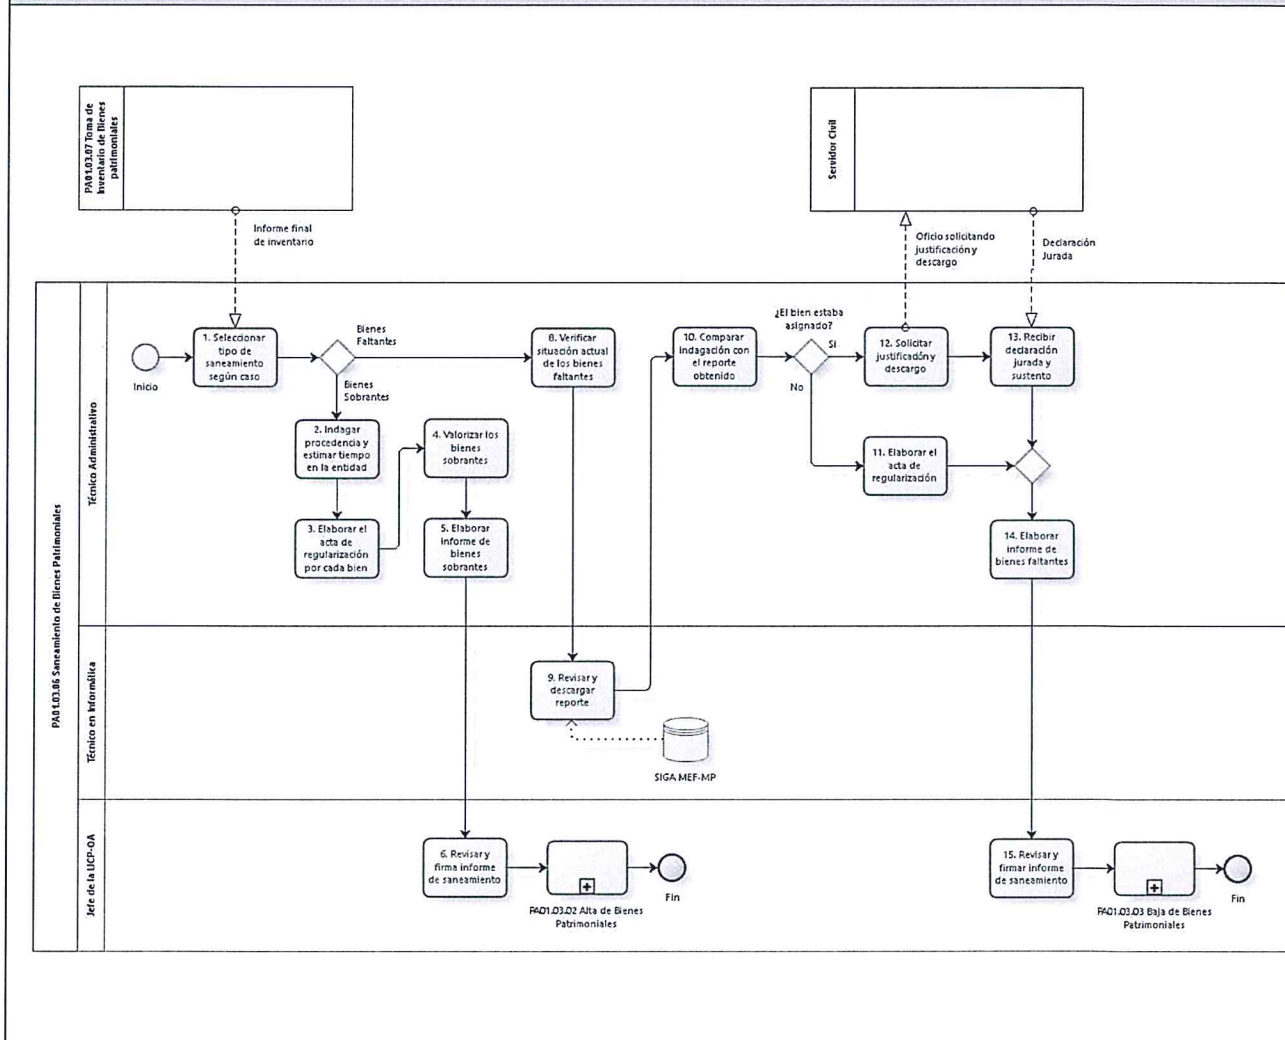 PA01.03.07 Toma de
Inventario de Bienes
patrimoniales
Servidor Civil
Informe final
de inventario
Oficio solicitando
justificación y
descargo
Declaración
Jurada
PA01.03.06 Saneamiento de Bienes Patrimoniales
Técnico Administrativo
Inicio
1. Seleccionar
tipo de
saneamiento
según caso
Bienes
Faltantes
Bienes
Sobrantes
2. Indagar
procedencia y
estimar tiempo
en la entidad
3. Elaborar el
acta de
regularización
por cada bien
4. Valorizar los
bienes
sobrantes
5. Elaborar
informe de
bienes
sobrantes
8. Verificar
situación actual
de los bienes
faltantes
10. Comparar
indagación con
el reporte
obtenido
¿El bien estaba
asignado?
Si
No
12. Solicitar
justificación y
descargo
13. Recibir
declaración
jurada y
sustento
11. Elaborar el
acta de
regularización
14. Elaborar
informe de
bienes faltantes
Técnico en Informática
9. Revisar y
descargar
reporte
SIGA MEF-MP
Jefe de la UCP-OA
6. Revisar y
firma informe
de saneamiento
PA01.03.02 Alta de Bienes
Patrimoniales
Fin
15. Revisar y
firmar informe
de saneamiento
PA01.03.03 Baja de Bienes
Patrimoniales
Fin